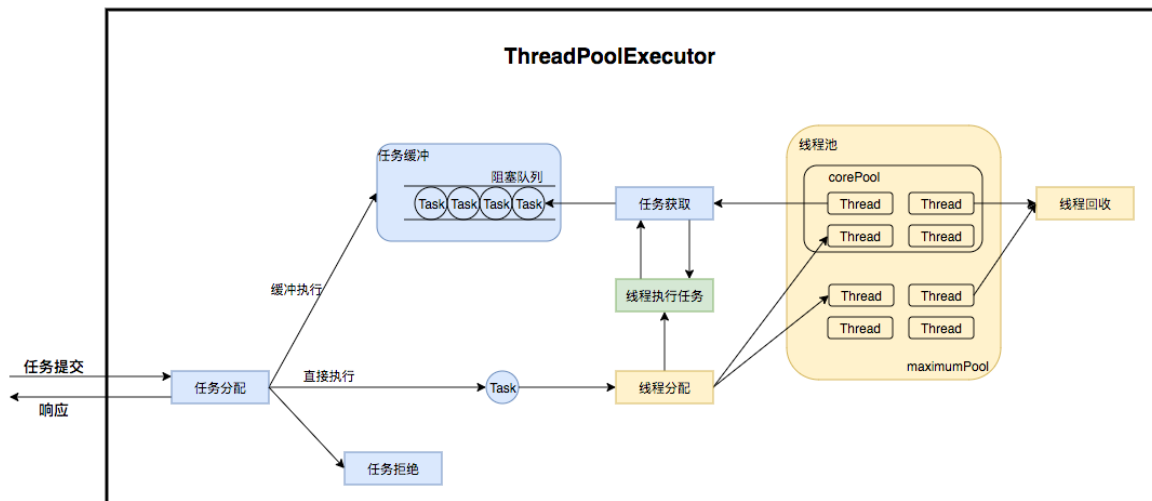 ThreadPoolExecutor
任务缓冲
阻塞队列
Task Task Task Task
任务获取
线程池
corePool
Thread Thread
Thread Thread
线程回收
缓冲执行
线程执行任务
Thread Thread
Thread Thread
maximumPool
任务提交
响应
任务分配
直接执行
Task
线程分配
任务拒绝